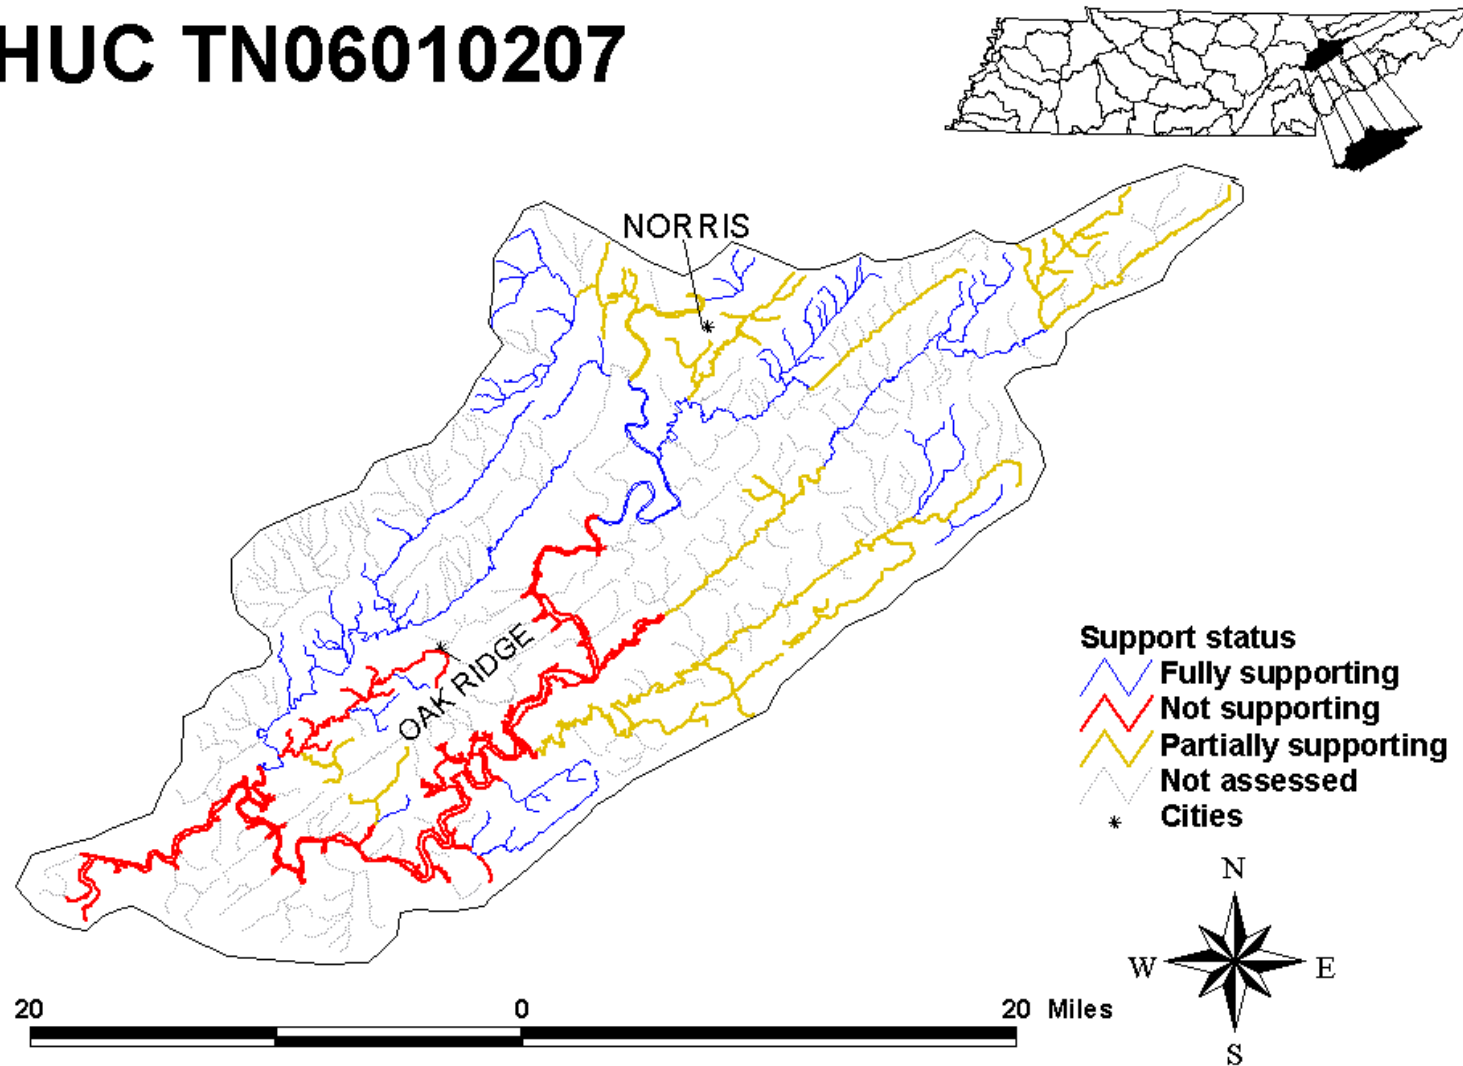 HUC TN06010207
NORRIS
OAK RIDGE
Support status
Fully supporting
Not supporting
Partially supporting
Not assessed
Cities
N
W E
S
20 0 20 Miles